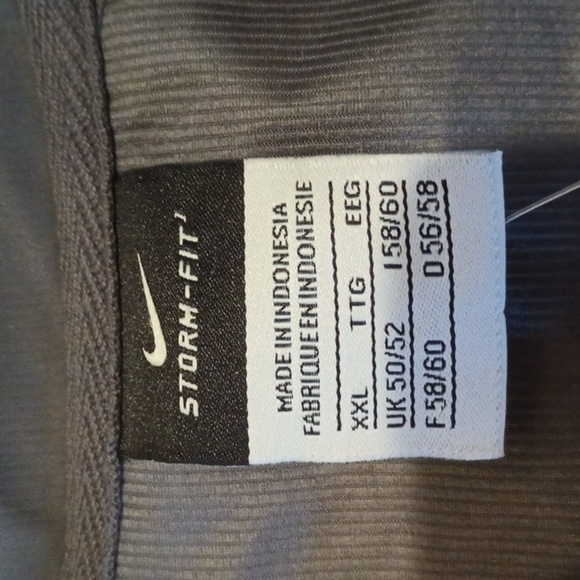 STORM-FIT¹
MADE IN INDONESIA
FABRIQUE EN INDONESIE
XXL TTG EEG
UK 50/52 I 58/60
F 58/60 D 56/58